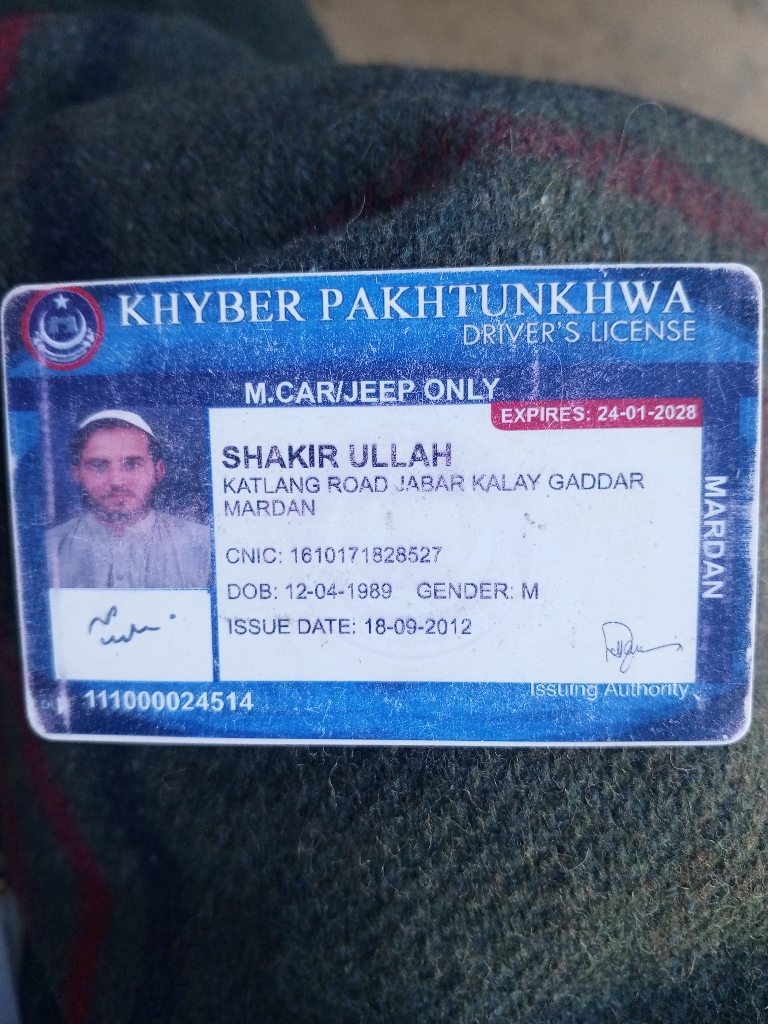 KHYBER PAKHTUNKHWA
DRIVER'S LICENSE
M.CAR/JEEP ONLY
EXPIRES: 24-01-2028
SHAKIR ULLAH
KATLANG ROAD JABAR KALAY GADDAR
MARDAN
CNIC: 1610171828527
DOB: 12-04-1989 GENDER: M
ISSUE DATE: 18-09-2012
MARDAN
Issuing Authority
111000024514